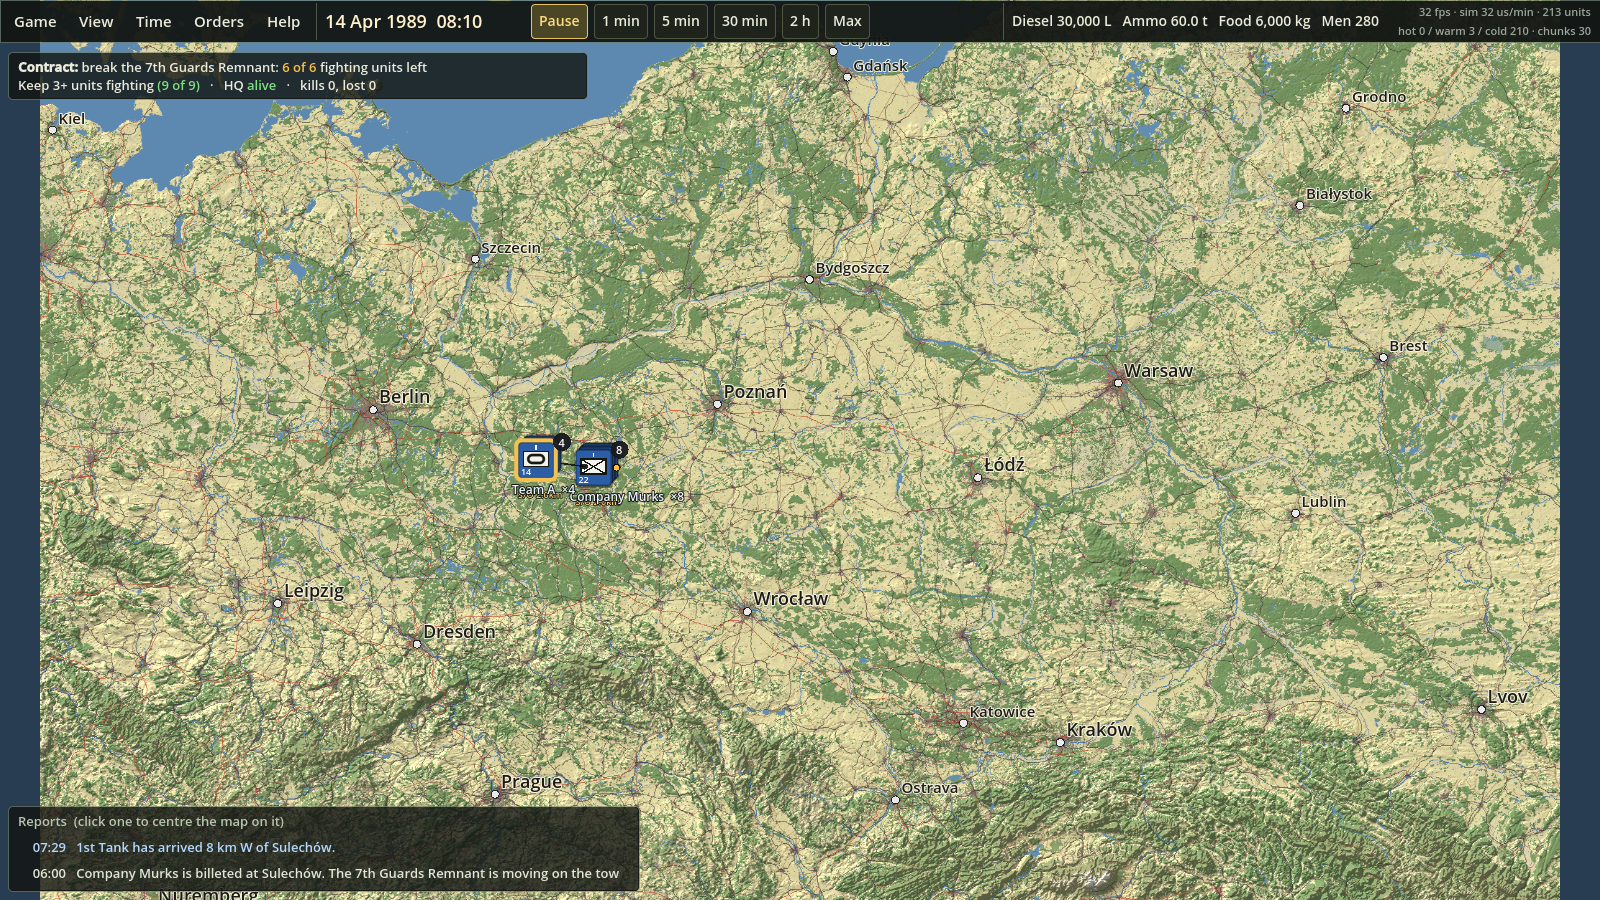 Game View Time Orders Help 14 Apr 1989 08:10 Pause 1 min 5 min 30 min 2 h Max Diesel 30,000 L Ammo 60.0 t Food 6,000 kg Men 280
32 fps · sim 32 us/min · 213 units
hot 0 / warm 3 / cold 210 · chunks 30
Contract: break the 7th Guards Remnant: 6 of 6 fighting units left
Keep 3+ units fighting (9 of 9) · HQ alive · kills 0, lost 0
Gdynia
Gdańsk
Grodno
Kiel
Białystok
Szczecin
Bydgoszcz
Brest
Warsaw
Berlin
Poznań
4
8
14
22
Team A ×4
Company Murks ×8
Łódź
Lublin
Leipzig
Wrocław
Dresden
Lvov
Katowice
Kraków
Prague
Ostrava
Reports (click one to centre the map on it)
07:29 1st Tank has arrived 8 km W of Sulechów.
06:00 Company Murks is billeted at Sulechów. The 7th Guards Remnant is moving on the tow
Nuremberg